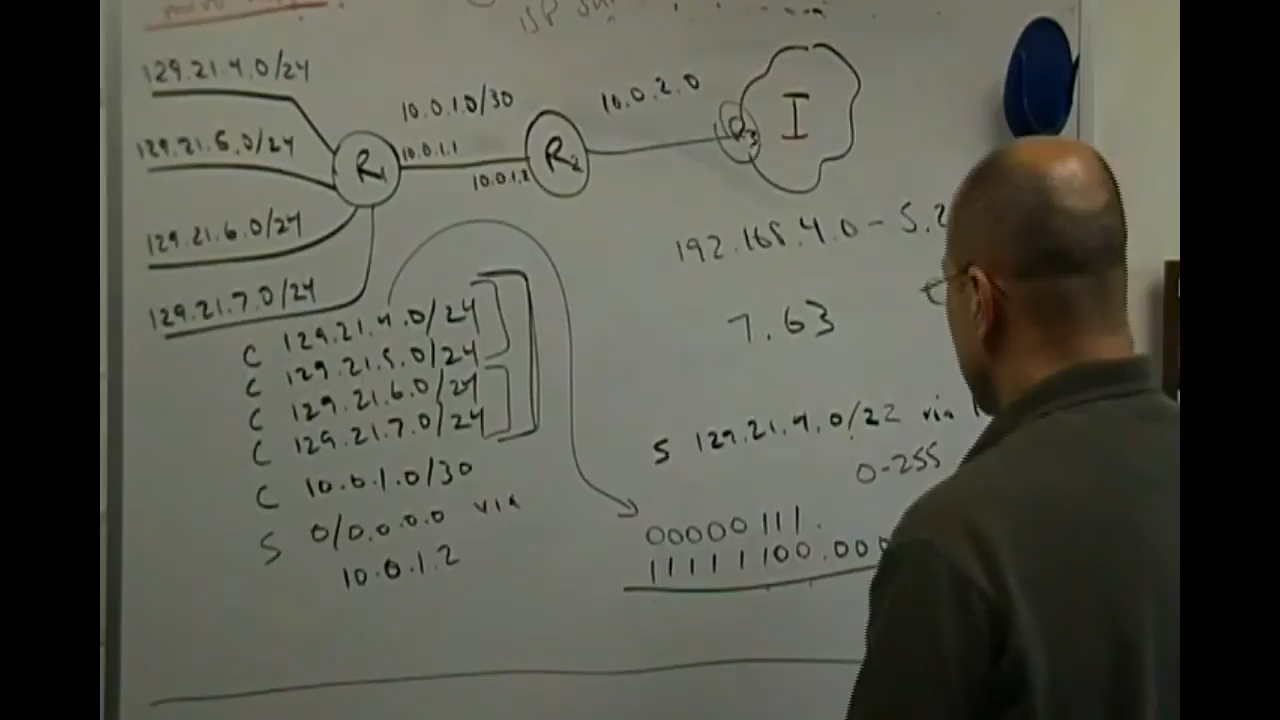 ISP
129.21.4.0/24
10.0.1.0/30
10.0.2.0
I
129.21.5.0/24
10.0.1.1
R1
R2
10.0.1.2
129.21.6.0/24
192.168.4.0 - 5.2
129.21.7.0/24
C 129.21.4.0/24
7.63
C 129.21.5.0/24
C 129.21.6.0/24
C 129.21.7.0/24
S 129.21.4.0/22 via
C 10.0.1.0/30
0-255
S 0/0.0.0.0 via
10.0.1.2
00000111.
11111100.000